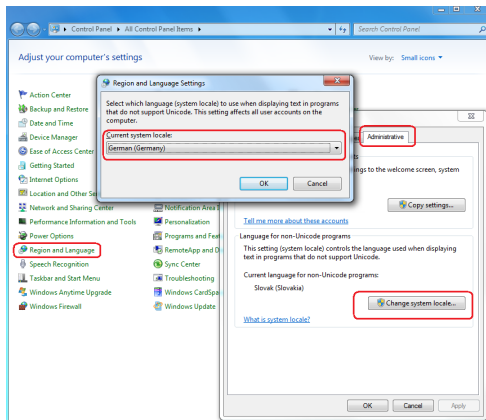 Control Panel
All Control Panel Items
Search Control Panel
Adjust your computer's settings
View by:
Small icons
Action Center
Backup and Restore
Date and Time
Device Manager
Ease of Access Center
Getting Started
Internet Options
Location and Other Se
Network and Sharing Center
Notification Area I
Performance Information and Tools
Personalization
Power Options
Programs and Feat
Region and Language
RemoteApp and D
Speech Recognition
Sync Center
Taskbar and Start Menu
Troubleshooting
Windows Anytime Upgrade
Windows CardSpa
Windows Firewall
Windows Update
Region and Language Settings
Select which language (system locale) to use when displaying text in programs
that do not support Unicode. This setting affects all user accounts on the
computer.
Current system locale:
German (Germany)
OK
Cancel
Administrative
ings to the welcome screen, system
Copy settings...
Tell me more about these accounts
Language for non-Unicode programs
This setting (system locale) controls the language used when displaying
text in programs that do not support Unicode.
Current language for non-Unicode programs:
Slovak (Slovakia)
Change system locale...
What is system locale?
OK
Cancel
Apply